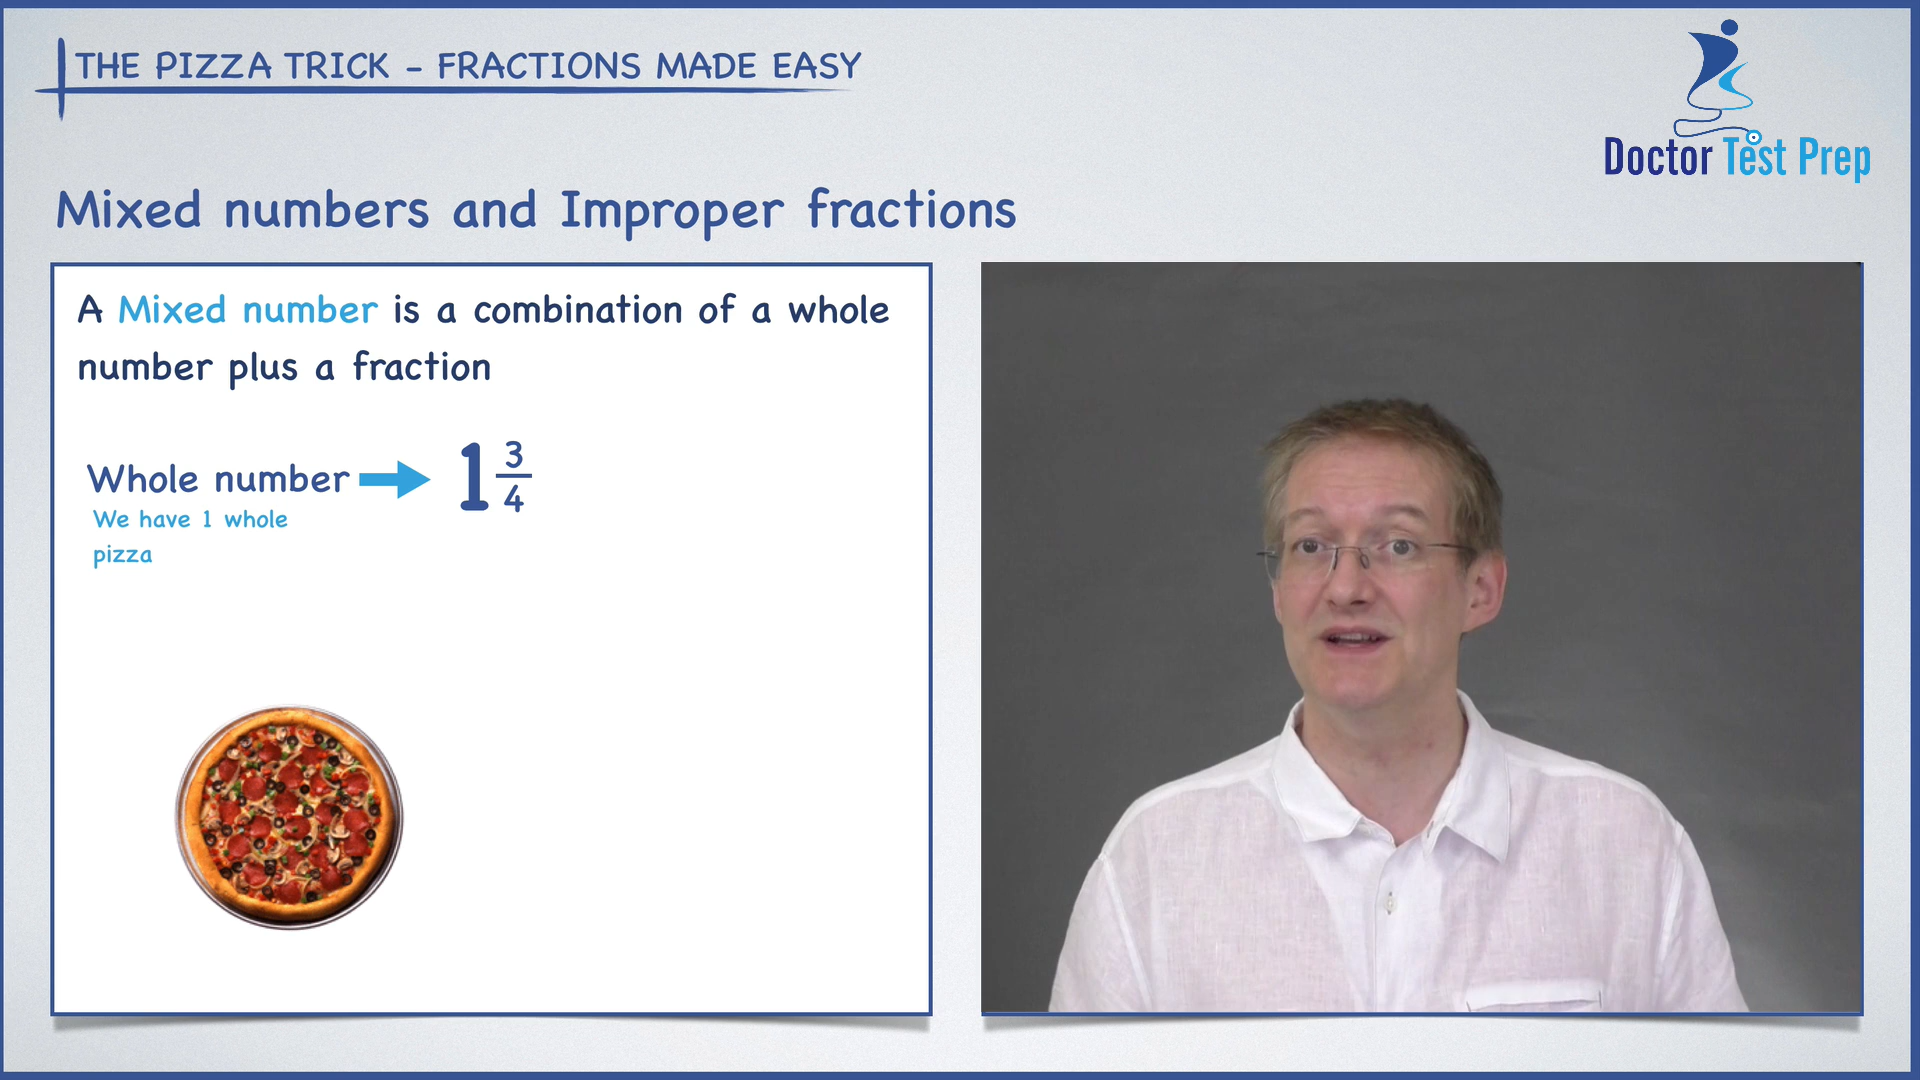 THE PIZZA TRICK – FRACTIONS MADE EASY
Doctor Test Prep
Mixed numbers and Improper fractions
A Mixed number is a combination of a whole
number plus a fraction
Whole number 1 3/4
We have 1 whole
pizza